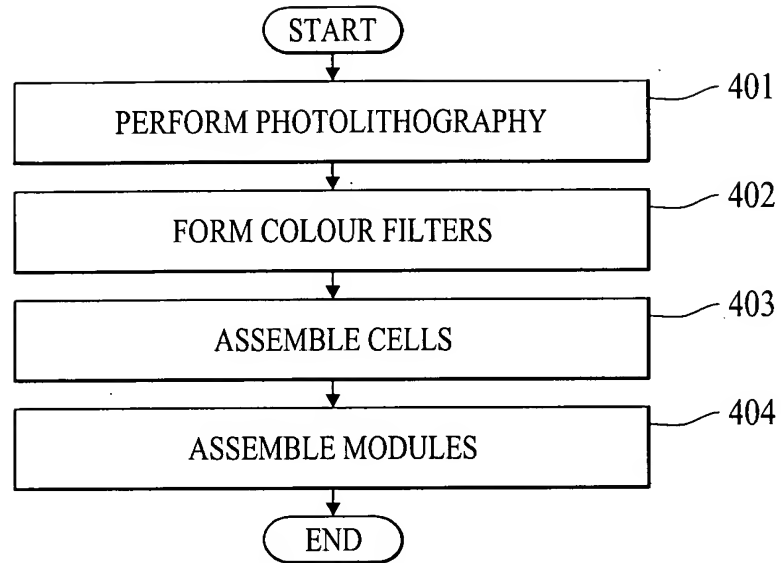 START
PERFORM PHOTOLITHOGRAPHY
401
FORM COLOUR FILTERS
402
ASSEMBLE CELLS
403
ASSEMBLE MODULES
404
END